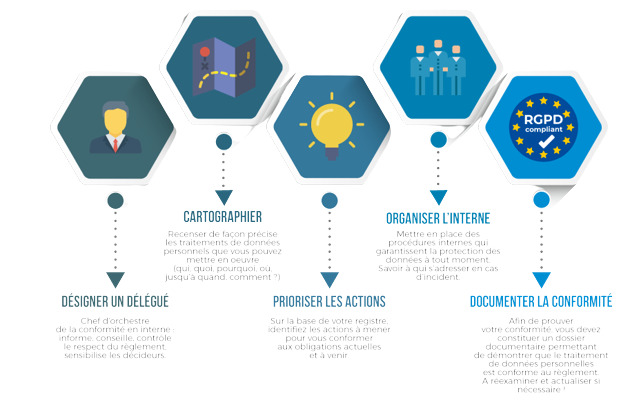 RGPD
compliant
CARTOGRAPHIER
Recenser de façon précise
les traitements de données
personnels que vous pouvez
mettre en oeuvre
(qui, quoi, pourquoi, où,
jusqu'à quand, comment ?)
ORGANISER L'INTERNE
Mettre en place des
procédures internes qui
garantissent la protection des
données à tout moment.
Savoir à qui s'adresser en cas
d'incident.
DÉSIGNER UN DÉLÉGUÉ
Chef d'orchestre
de la conformité en interne :
informe, conseille, contrôle
le respect du règlement,
sensibilise les décideurs.
PRIORISER LES ACTIONS
Sur la base de votre registre,
identifiez les actions à mener
pour vous conformer
aux obligations actuelles
et à venir.
DOCUMENTER LA CONFORMITÉ
Afin de prouver
votre conformité, vous devez
constituer un dossier
documentaire permettant
de démontrer que le traitement
de données personnelles
est conforme au règlement.
A réexaminer et actualiser si
nécessaire !